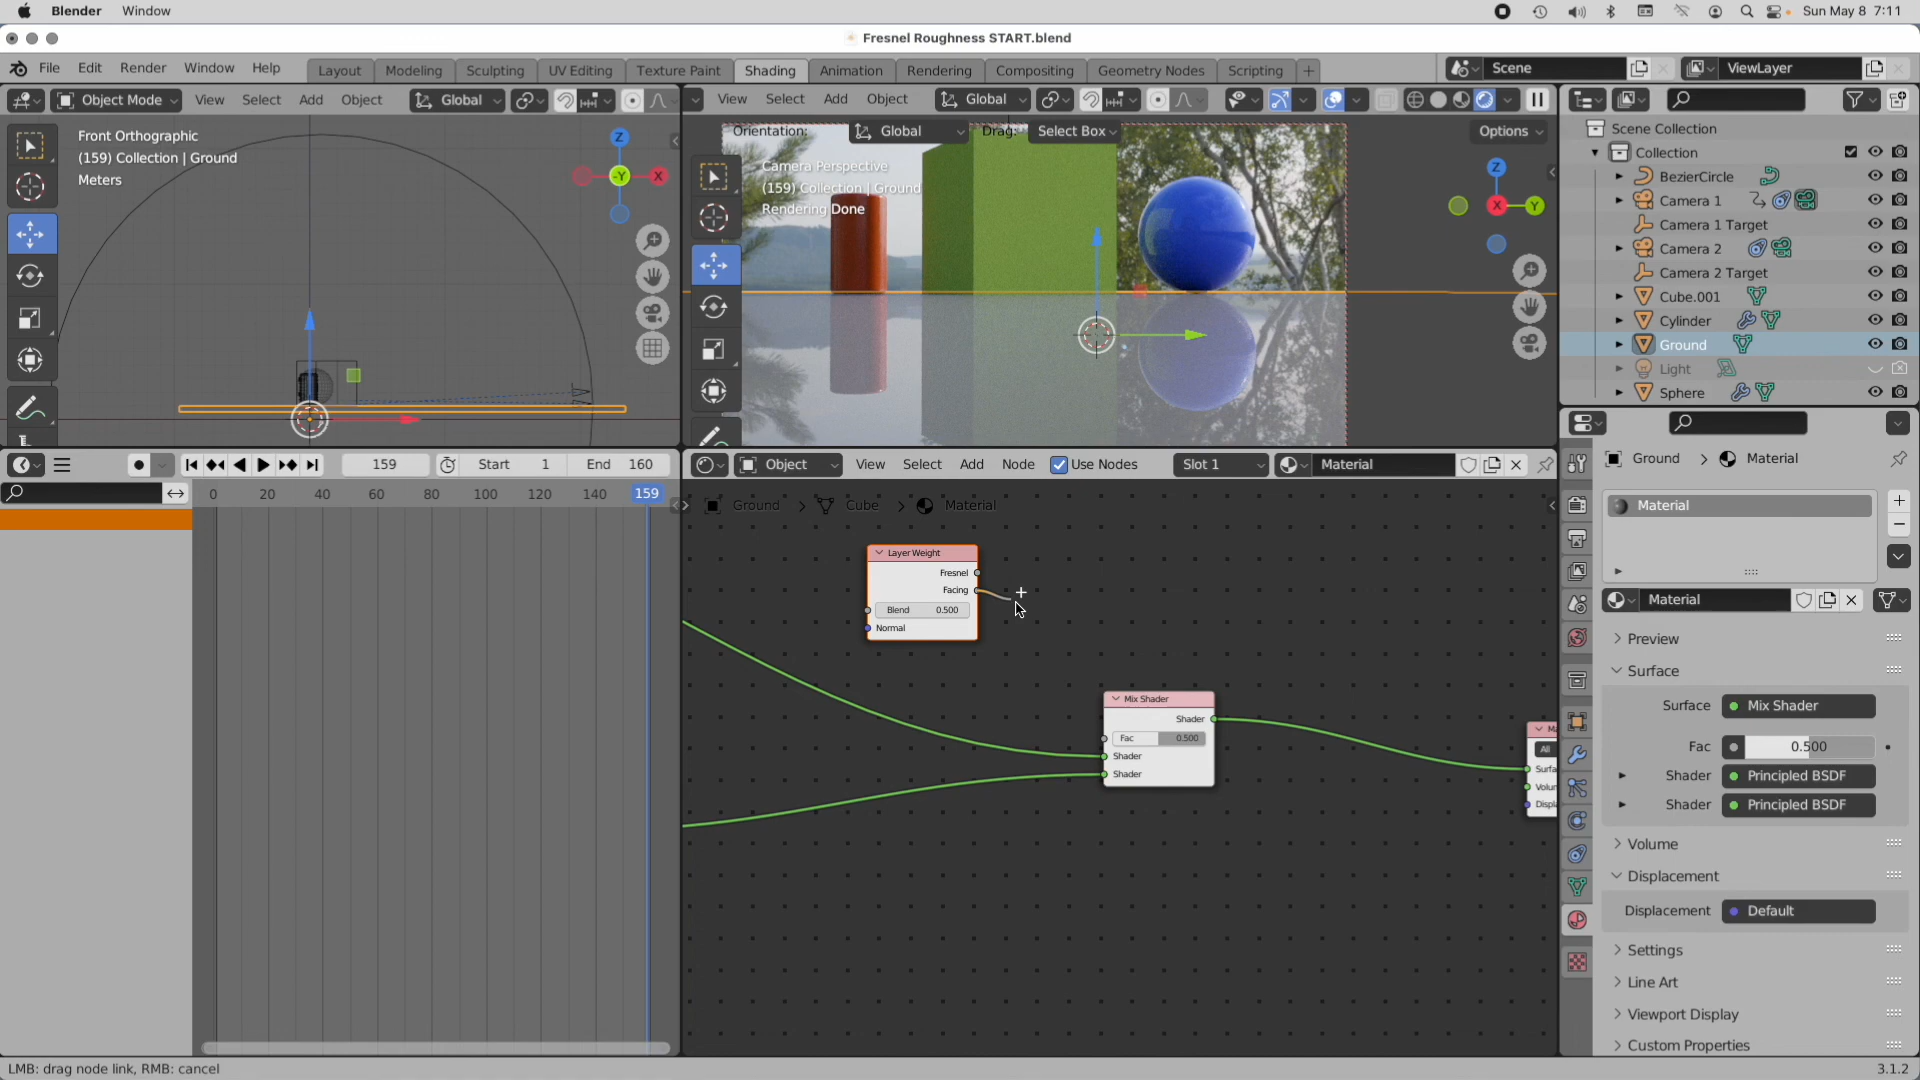 Blender Window Sun May 8 7:11
Fresnel Roughness START.blend
File Edit Render Window Help Layout Modeling Sculpting UV Editing Texture Paint Shading Animation Rendering Compositing Geometry Nodes Scripting + Scene ViewLayer
Object Mode View Select Add Object Global View Select Add Object Global
Orientation: Global Drag: Select Box Options
Front Orthographic
(159) Collection | Ground
Meters
Z
-Y X
Camera Perspective
(159) Collection | Ground
Rendering Done
Z
X Y
Scene Collection
Collection
BezierCircle
Camera 1
Camera 1 Target
Camera 2
Camera 2 Target
Cube.001
Cylinder
Ground
Light
Sphere
159 Start 1 End 160
0 20 40 60 80 100 120 140 159
Object View Select Add Node Use Nodes Slot 1 Material
Ground > Cube > Material
Layer Weight
Fresnel
Facing
Blend 0.500
Normal
Mix Shader
Shader
Fac 0.500
Shader
Shader
All
Ground > Material
Material
Material
Preview
Surface
Surface Mix Shader
Fac 0.500
Shader Principled BSDF
Shader Principled BSDF
Volume
Displacement
Displacement Default
Settings
Line Art
Viewport Display
Custom Properties
LMB: drag node link, RMB: cancel 3.1.2